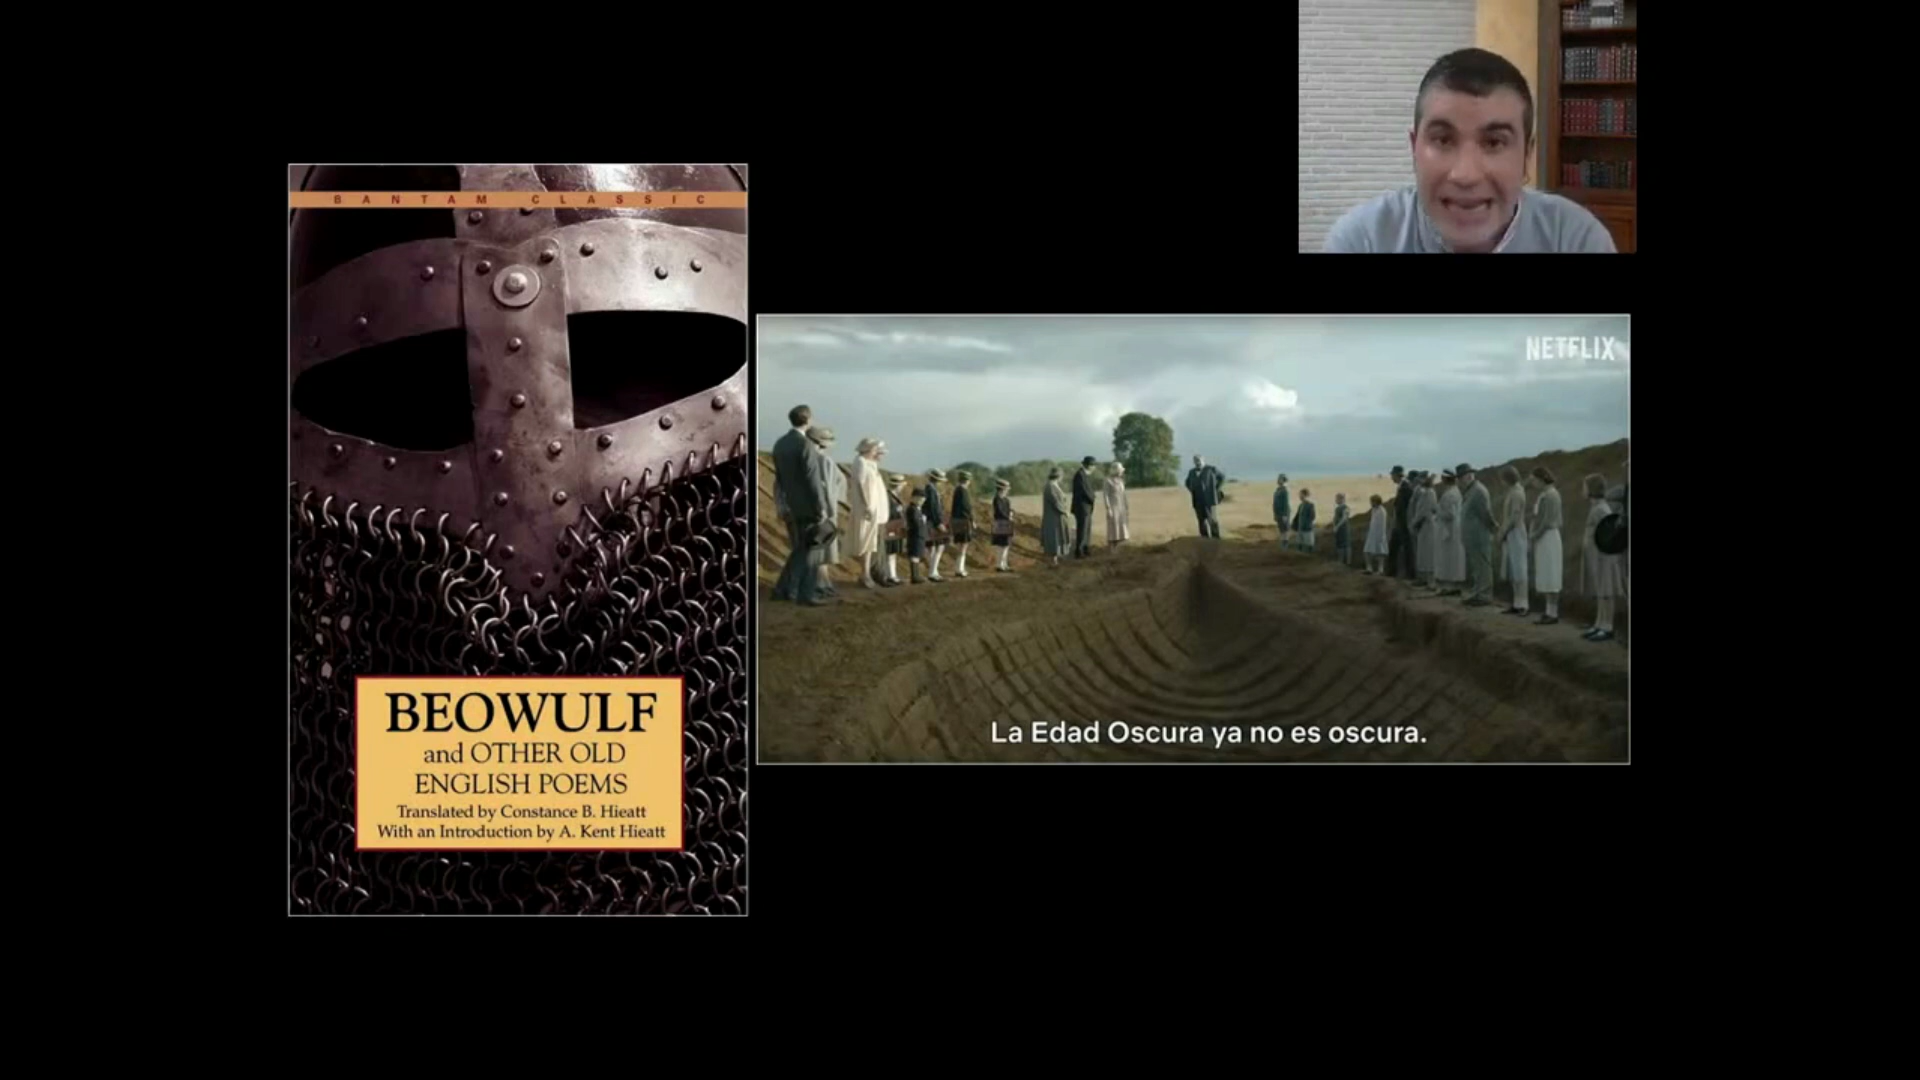 BANTAM CLASSIC
BEOWULF
and OTHER OLD
ENGLISH POEMS
Translated by Constance B. Hieatt
With an Introduction by A. Kent Hieatt
NETFLIX
La Edad Oscura ya no es oscura.